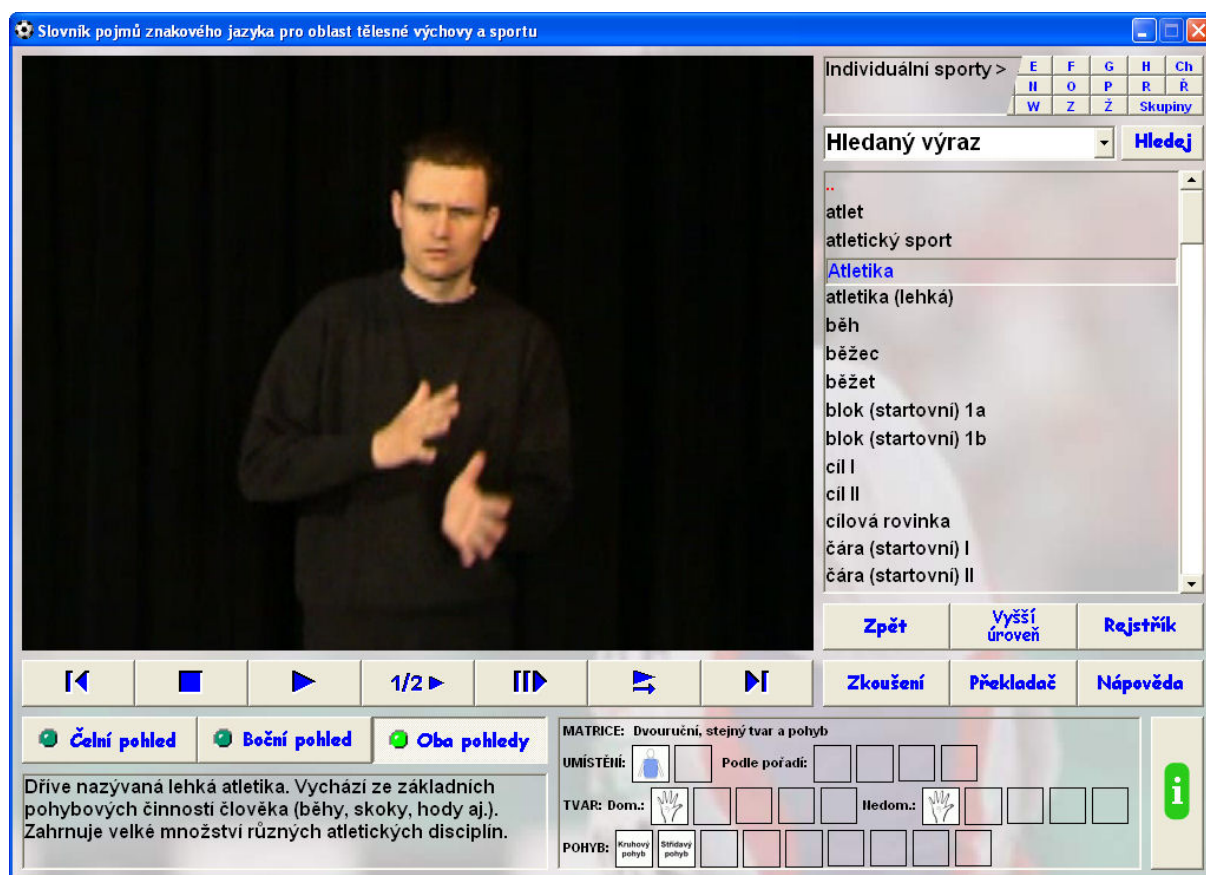 Slovník pojmů znakového jazyka pro oblast tělesné výchovy a sportu
Individuální sporty >
E F G H Ch
N O P R Ř
W Z Ž Skupiny
Hledaný výraz
Hledej
..
atlet
atletický sport
Atletika
atletika (lehká)
běh
běžec
běžet
blok (startovní) 1a
blok (startovní) 1b
cíl I
cíl II
cílová rovinka
čára (startovní) I
čára (startovní) II
Zpět
Vyšší
úroveň
Rejstřík
1/2
Zkoušení
Překladač
Nápověda
Čelní pohled
Boční pohled
Oba pohledy
Dříve nazývaná lehká atletika. Vychází ze základních
pohybových činností člověka (běhy, skoky, hody aj.).
Zahrnuje velké množství různých atletických disciplín.
MATRICE: Dvouruční, stejný tvar a pohyb
UMÍSTĚNÍ: Podle pořadí:
TVAR: Dom.: Nedom.:
POHYB: Kruhový pohyb Střídavý pohyb
i